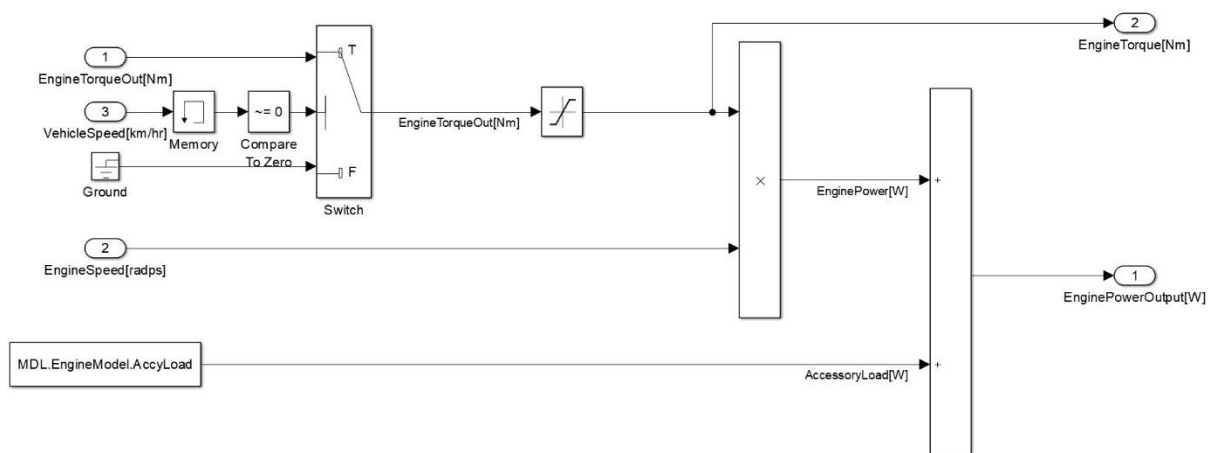 2
EngineTorque[Nm]
1
EngineTorqueOut[Nm]
T
3
VehicleSpeed[km/hr]
Memory
~= 0
Compare
To Zero
EngineTorqueOut[Nm]
Ground
F
Switch
×
EnginePower[W]
+
2
EngineSpeed[radps]
1
EnginePowerOutput[W]
MDL.EngineModel.AccyLoad
AccessoryLoad[W]
+